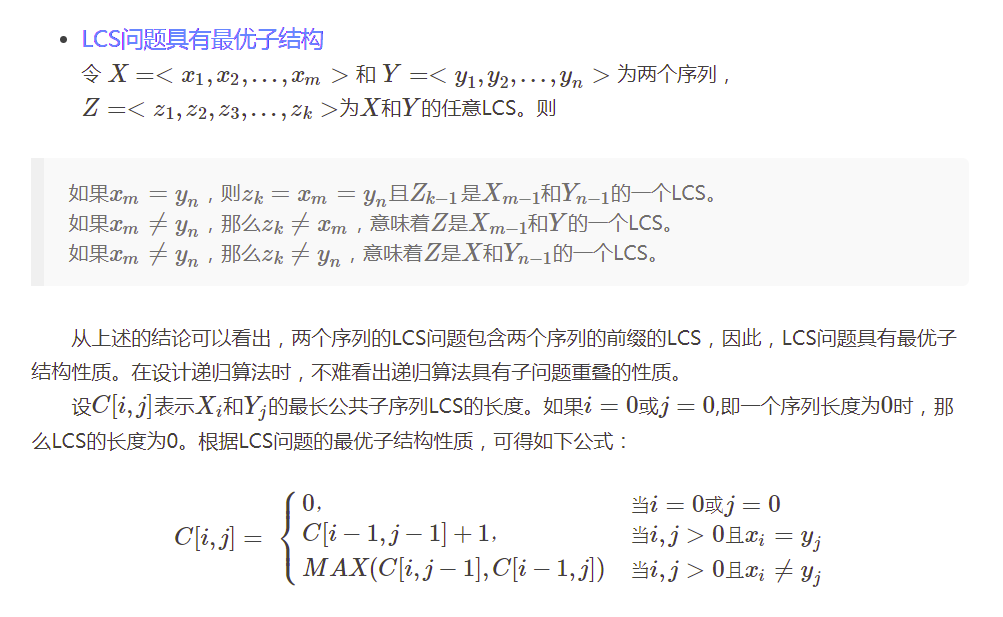 LCS问题具有最优子结构
令 X =< x₁, x₂, . . . , xₘ > 和 Y =< y₁, y₂, . . . , yₙ > 为两个序列，
Z =< z₁, z₂, z₃, . . . , zₖ >为X和Y的任意LCS。则
如果xₘ = yₙ，则zₖ = xₘ = yₙ且Zₖ₋₁是Xₘ₋₁和Yₙ₋₁的一个LCS。
如果xₘ ≠ yₙ，那么zₖ ≠ xₘ，意味着Z是Xₘ₋₁和Y的一个LCS。
如果xₘ ≠ yₙ，那么zₖ ≠ yₙ，意味着Z是X和Yₙ₋₁的一个LCS。
从上述的结论可以看出，两个序列的LCS问题包含两个序列的前缀的LCS，因此，LCS问题具有最优子
结构性质。在设计递归算法时，不难看出递归算法具有子问题重叠的性质。
设C[i, j]表示Xᵢ和Yⱼ的最长公共子序列LCS的长度。如果i = 0或j = 0,即一个序列长度为0时，那
么LCS的长度为0。根据LCS问题的最优子结构性质，可得如下公式：
C[i, j] = {
0, 当i = 0或j = 0
C[i − 1, j − 1] + 1, 当i, j > 0且xᵢ = yⱼ
MAX(C[i, j − 1], C[i − 1, j]) 当i, j > 0且xᵢ ≠ yⱼ